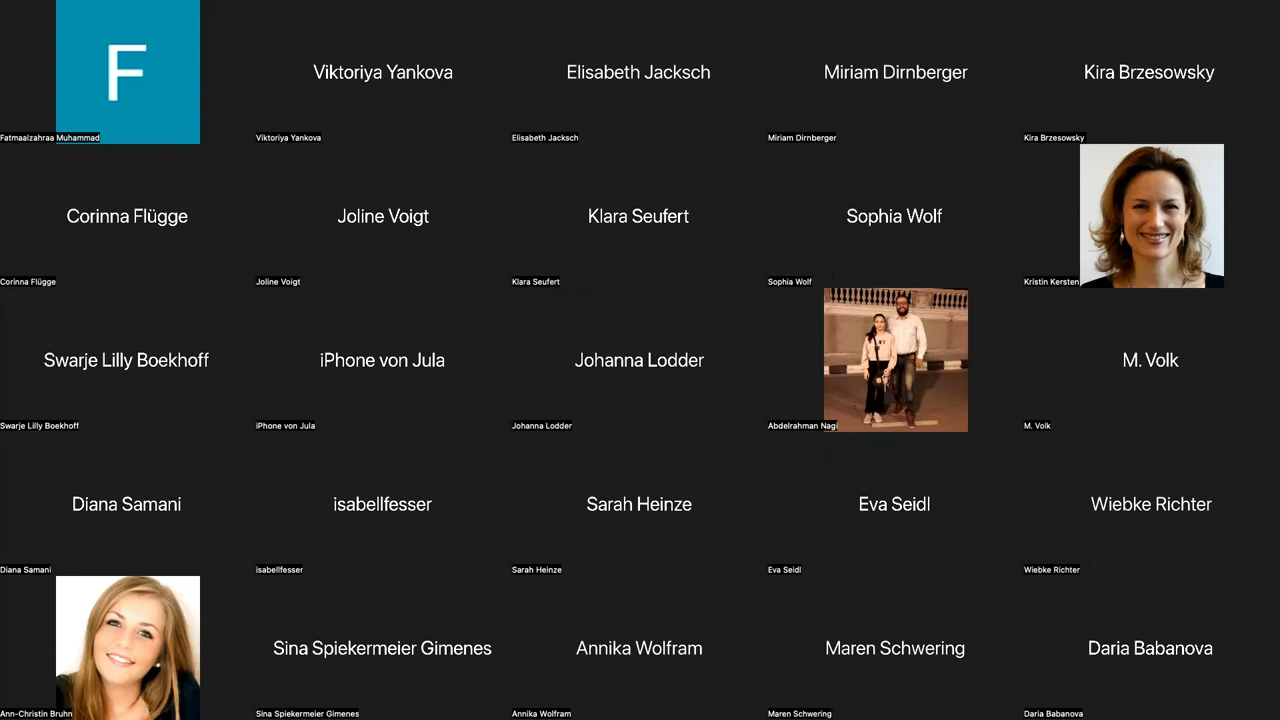 F
Viktoriya Yankova
Elisabeth Jacksch
Miriam Dirnberger
Kira Brzesowsky
Fatmaalzahraa Muhammad
Viktoriya Yankova
Elisabeth Jacksch
Miriam Dirnberger
Kira Brzesowsky
Corinna Flügge
Joline Voigt
Klara Seufert
Sophia Wolf
Corinna Flügge
Joline Voigt
Klara Seufert
Sophia Wolf
Kristin Kersten
Swarje Lilly Boekhoff
iPhone von Jula
Johanna Lodder
M. Volk
Swarje Lilly Boekhoff
iPhone von Jula
Johanna Lodder
Abdelrahman Nagi
M. Volk
Diana Samani
isabellfesser
Sarah Heinze
Eva Seidl
Wiebke Richter
Diana Samani
isabellfesser
Sarah Heinze
Eva Seidl
Wiebke Richter
Sina Spiekermeier Gimenes
Annika Wolfram
Maren Schwering
Daria Babanova
Ann-Christin Bruhn
Sina Spiekermeier Gimenes
Annika Wolfram
Maren Schwering
Daria Babanova